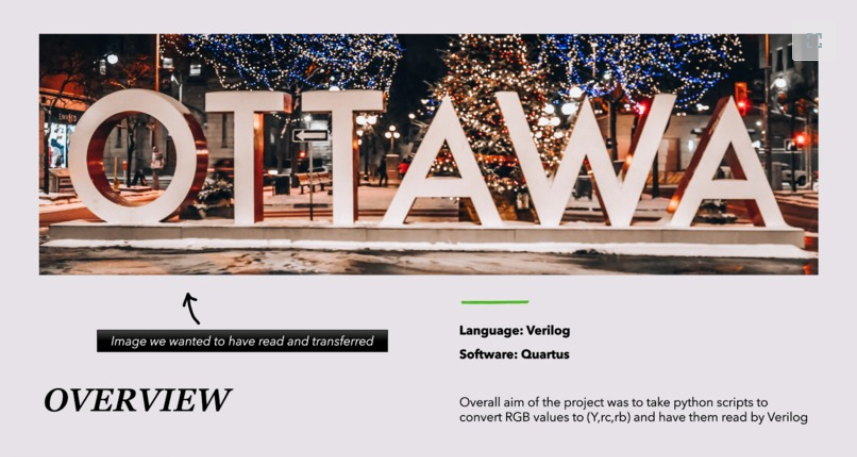 OTTAWA
Image we wanted to have read and transferred
Language: Verilog
Software: Quartus
OVERVIEW
Overall aim of the project was to take python scripts to
convert RGB values to (Y,rc,rb) and have them read by Verilog